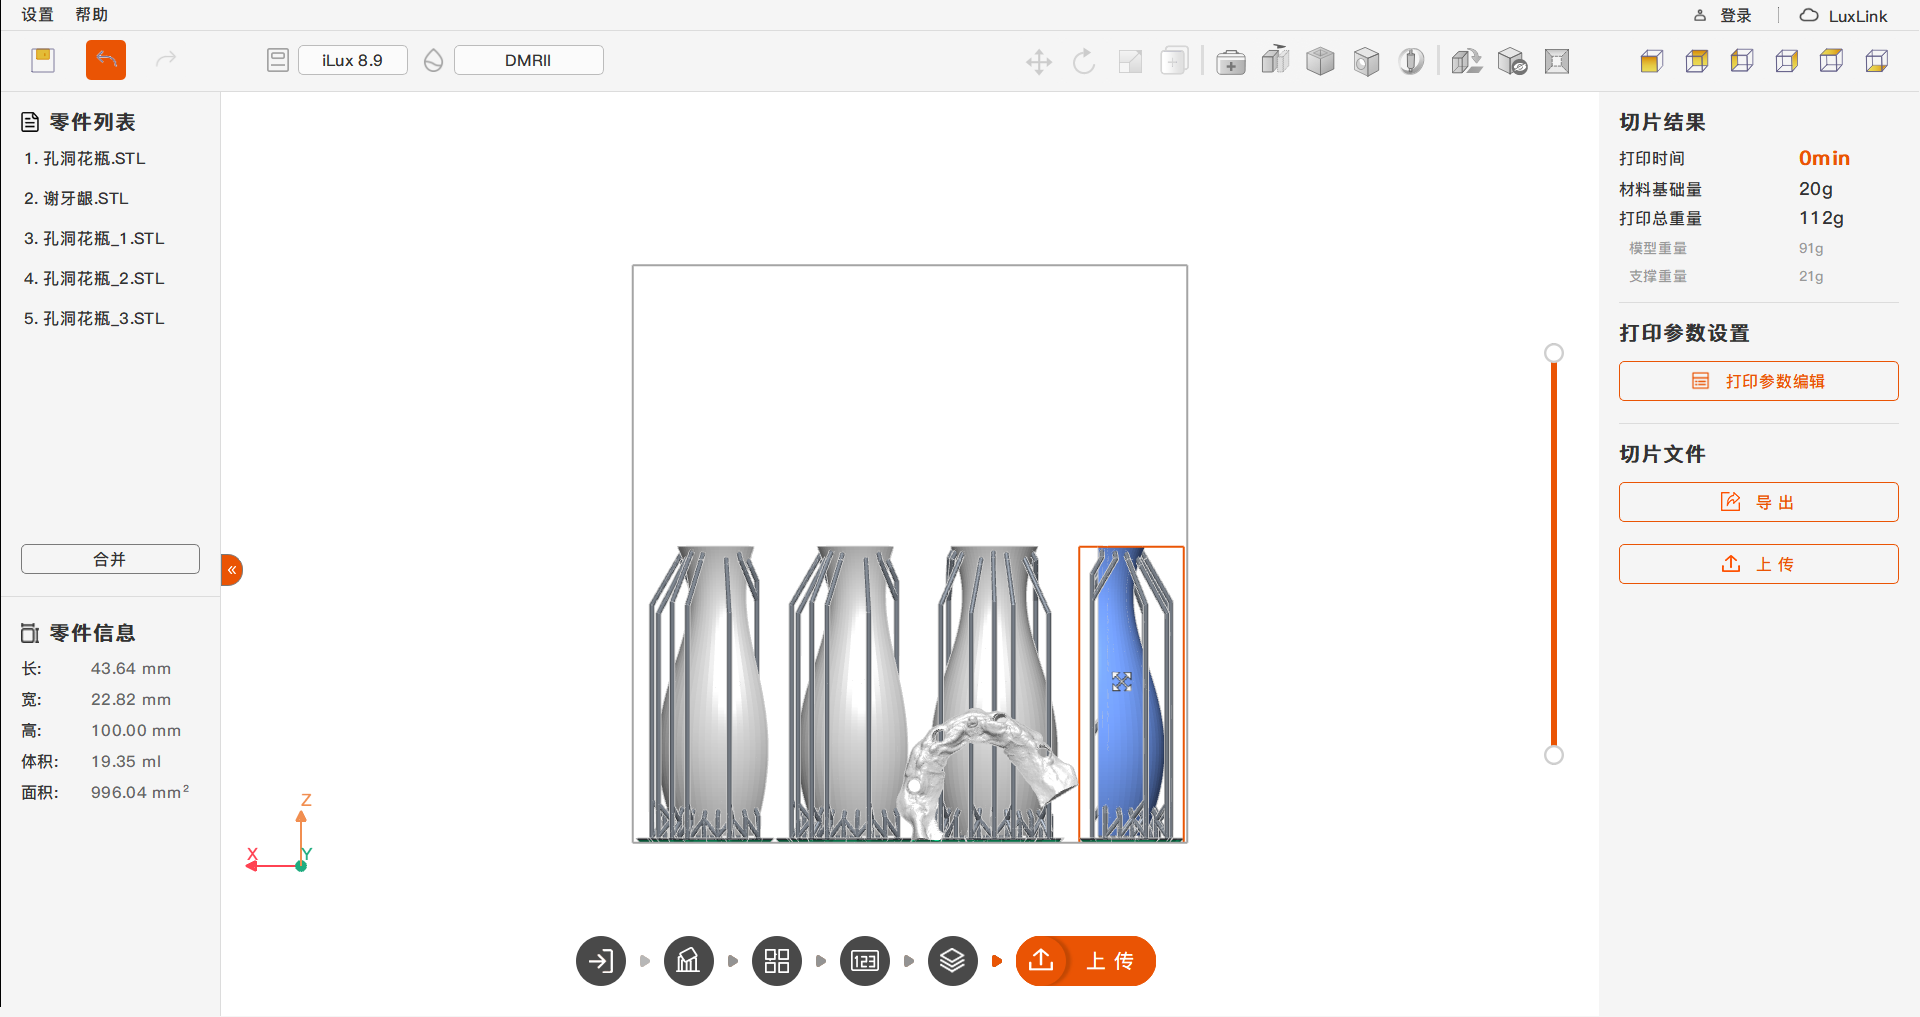 设置 帮助
登录 LuxLink
iLux 8.9 DMRII
零件列表
1. 孔洞花瓶.STL
2. 谢牙龈.STL
3. 孔洞花瓶_1.STL
4. 孔洞花瓶_2.STL
5. 孔洞花瓶_3.STL
合并
«
零件信息
长: 43.64 mm
宽: 22.82 mm
高: 100.00 mm
体积: 19.35 ml
面积: 996.04 mm²
Z
X
Y
123
上传
切片结果
打印时间 0min
材料基础量 20g
打印总重量 112g
模型重量 91g
支撑重量 21g
打印参数设置
打印参数编辑
切片文件
导出
上传